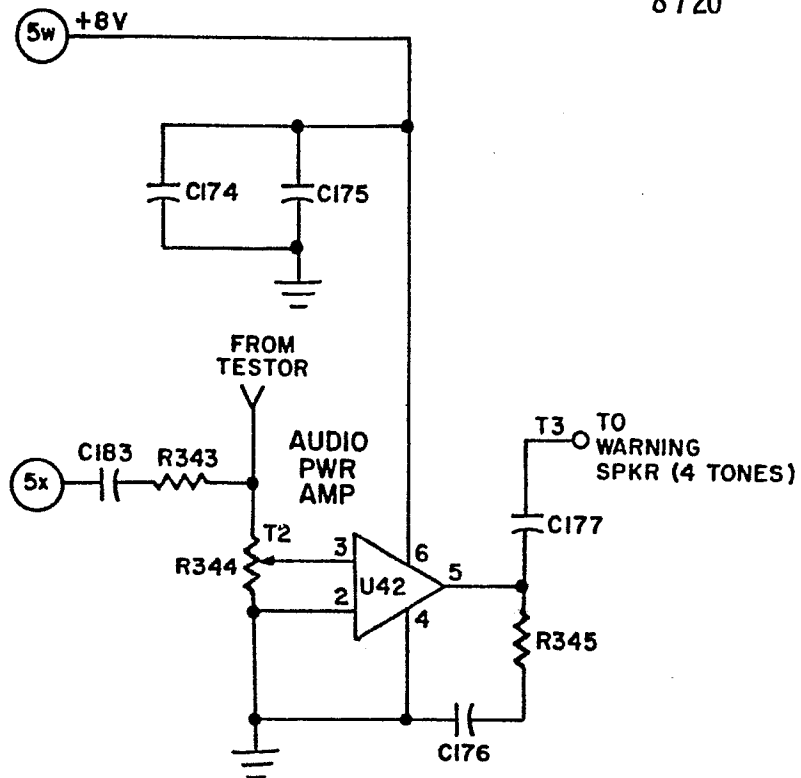 8720
5w +8V
C174
C175
FROM
TESTOR
T3
TO
WARNING
SPKR (4 TONES)
C183
R343
AUDIO
PWR
AMP
5x
C177
T2
R344
3
6
U42
5
2
4
R345
C176